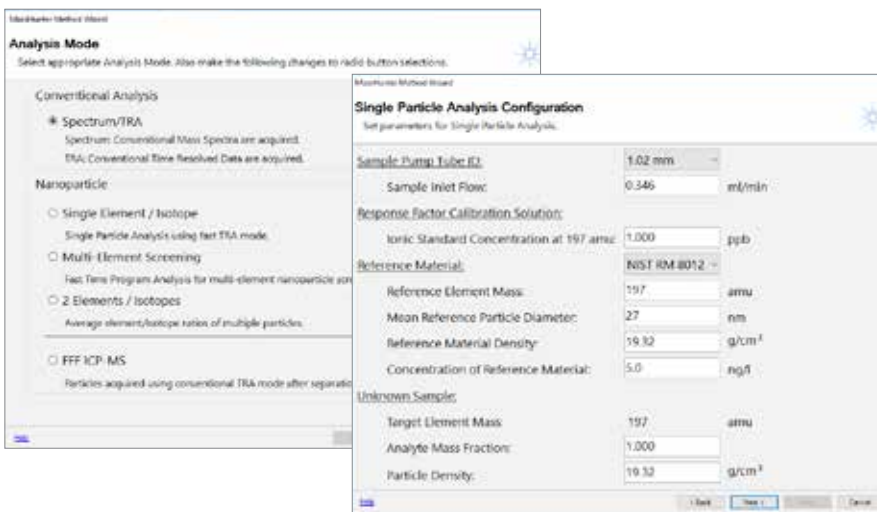 MassHunter Method Wizard
Analysis Mode
Select appropriate Analysis Mode. Also make the following changes to radio button selections.
Conventional Analysis
Spectrum/TRA
Spectrum: Conventional Mass Spectra are acquired.
TRA: Conventional Time Resolved Data are acquired.
Nanoparticle
Single Element / Isotope
Single Particle Analysis using fast TRA mode.
Multi-Element Screening
Fast Time Program Analysis for multi-element nanoparticle
2 Elements / Isotopes
Average element/isotope ratios of multiple particles.
FFF ICP-MS
Particles acquired using conventional TRA mode after
Help
MassHunter Method Wizard
Single Particle Analysis Configuration
Set parameters for Single Particle Analysis.
Sample Pump Tube ID: 1.02 mm
Sample Inlet Flow: 0.346 ml/min
Response Factor Calibration Solution:
Ionic Standard Concentration at 197 amu: 1.000 ppb
Reference Material: NIST RM 8012
Reference Element Mass: 197 amu
Mean Reference Particle Diameter: 27 nm
Reference Material Density: 19.32 g/cm³
Concentration of Reference Material: 5.0 ng/l
Unknown Sample:
Target Element Mass: 197 amu
Analyte Mass Fraction: 1.000
Particle Density: 19.32 g/cm³
Help
< Back Next > Cancel